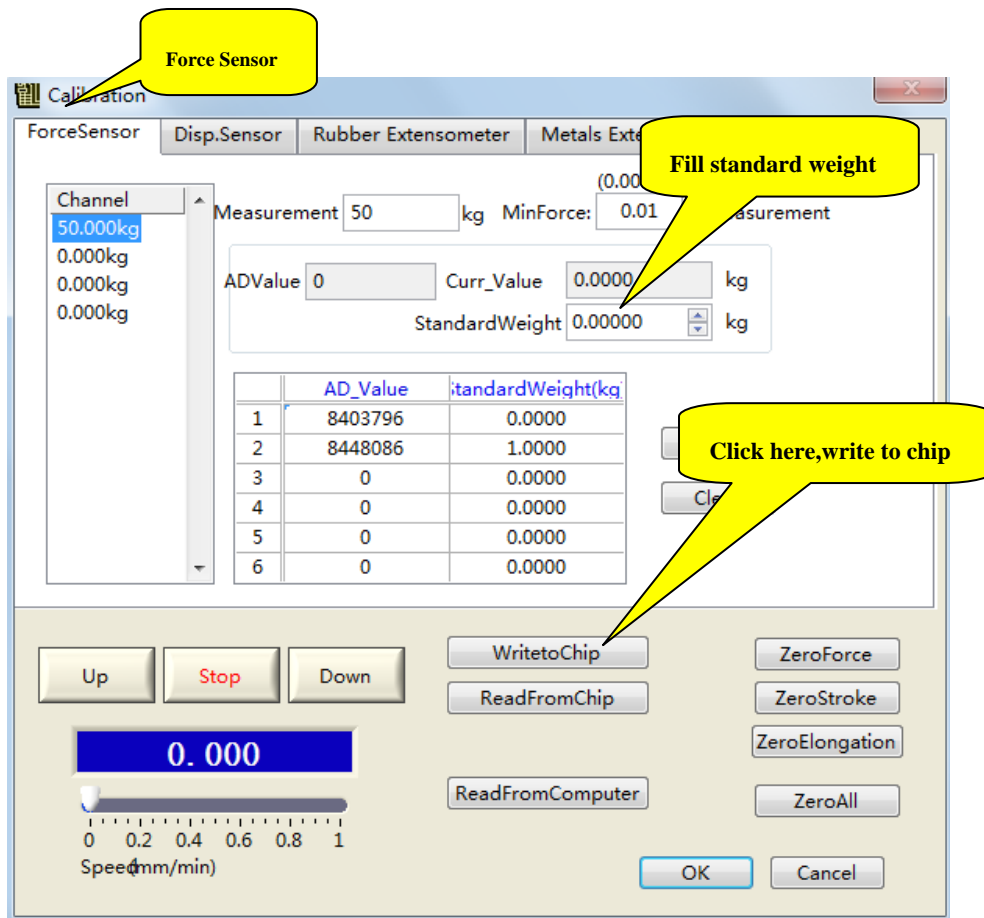 Force Sensor
Calibration
ForceSensor Disp.Sensor Rubber Extensometer Metals
Fill standard weight
Channel
50.000kg
0.000kg
0.000kg
0.000kg
(0.00
Measurement 50 kg MinForce: 0.01
ADValue 0 Curr_Value 0.0000 kg
StandardWeight 0.00000 kg
AD_Value tandardWeight(kg
1 8403796 0.0000
2 8448086 1.0000
3 0 0.0000
4 0 0.0000
5 0 0.0000
6 0 0.0000
Click here,write to chip
WritetoChip
ReadFromChip
ReadFromComputer
ZeroForce
ZeroStroke
ZeroElongation
ZeroAll
Up Stop Down
0.000
0 0.2 0.4 0.6 0.8 1
Speed(mm/min)
OK Cancel